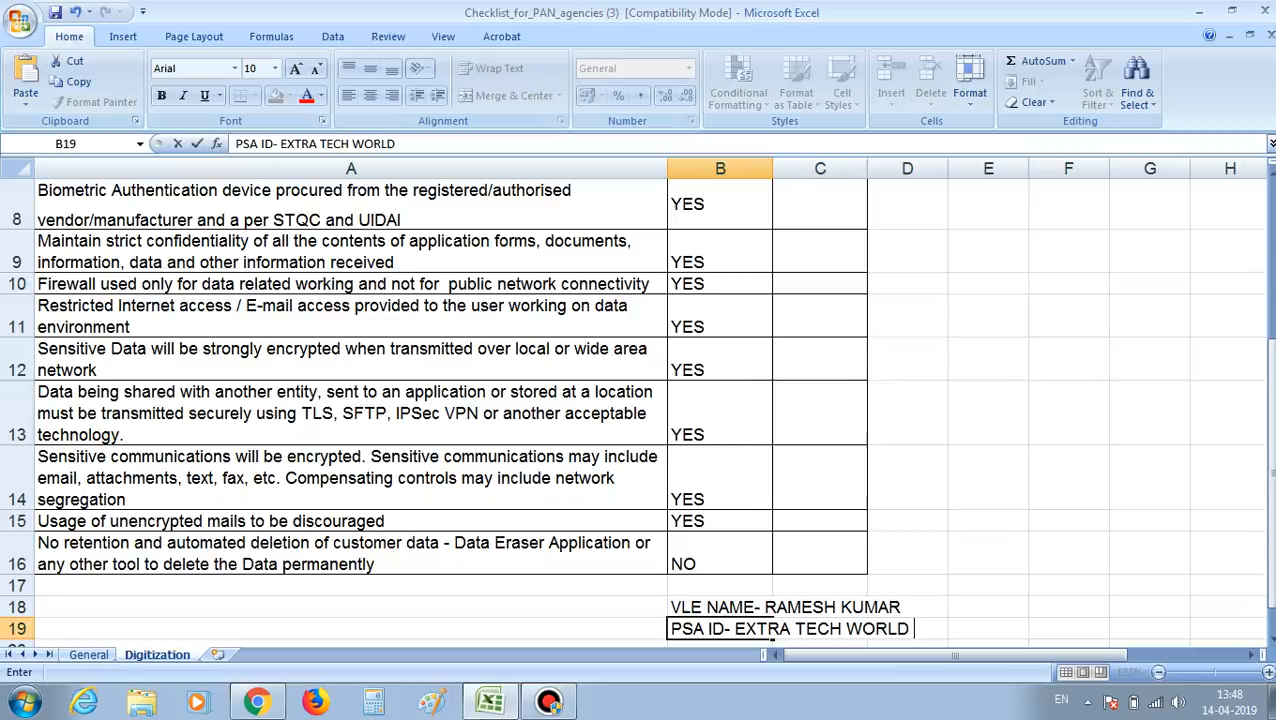 Checklist_for_PAN_agencies (3) [Compatibility Mode] - Microsoft Excel
Home Insert Page Layout Formulas Data Review View Acrobat
Paste
Cut
Copy
Format Painter
Clipboard
Arial 10
B I U
Font
Wrap Text
Merge & Center
Alignment
General
Number
Conditional Formatting
Format as Table
Cell Styles
Styles
Insert
Delete
Format
Cells
AutoSum
Fill
Clear
Sort & Filter
Find & Select
Editing
B19 PSA ID- EXTRA TECH WORLD
A B C D E F G H
Biometric Authentication device procured from the registered/authorised
8 vendor/manufacturer and a per STQC and UIDAI YES
Maintain strict confidentiality of all the contents of application forms, documents,
9 information, data and other information received YES
10 Firewall used only for data related working and not for public network connectivity YES
Restricted Internet access / E-mail access provided to the user working on data
11 environment YES
Sensitive Data will be strongly encrypted when transmitted over local or wide area
12 network YES
Data being shared with another entity, sent to an application or stored at a location
must be transmitted securely using TLS, SFTP, IPSec VPN or another acceptable
13 technology. YES
Sensitive communications will be encrypted. Sensitive communications may include
email, attachments, text, fax, etc. Compensating controls may include network
14 segregation YES
15 Usage of unencrypted mails to be discouraged YES
No retention and automated deletion of customer data - Data Eraser Application or
16 any other tool to delete the Data permanently NO
17
18 VLE NAME- RAMESH KUMAR
19 PSA ID- EXTRA TECH WORLD
General Digitization
Enter
EN
13:48
14-04-2019